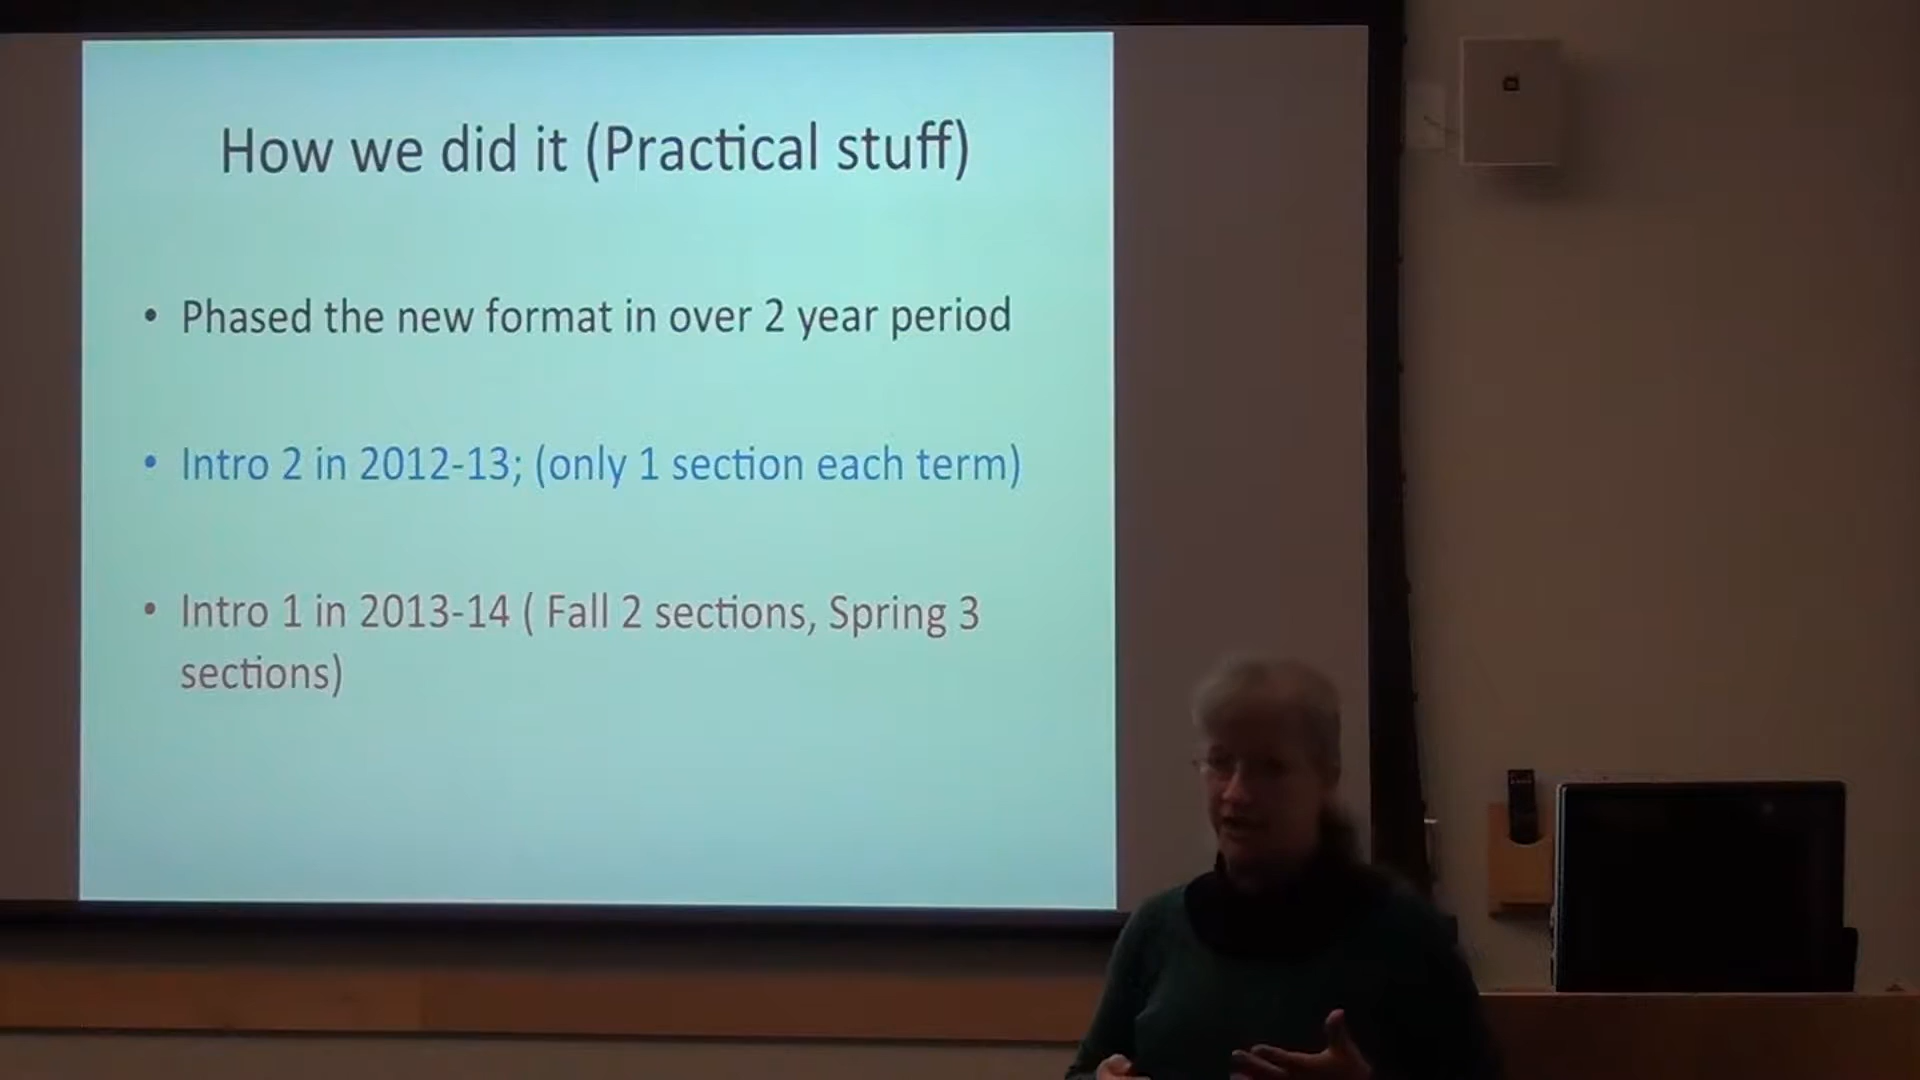 How we did it (Practical stuff)
• Phased the new format in over 2 year period
• Intro 2 in 2012-13; (only 1 section each term)
• Intro 1 in 2013-14 ( Fall 2 sections, Spring 3
sections)